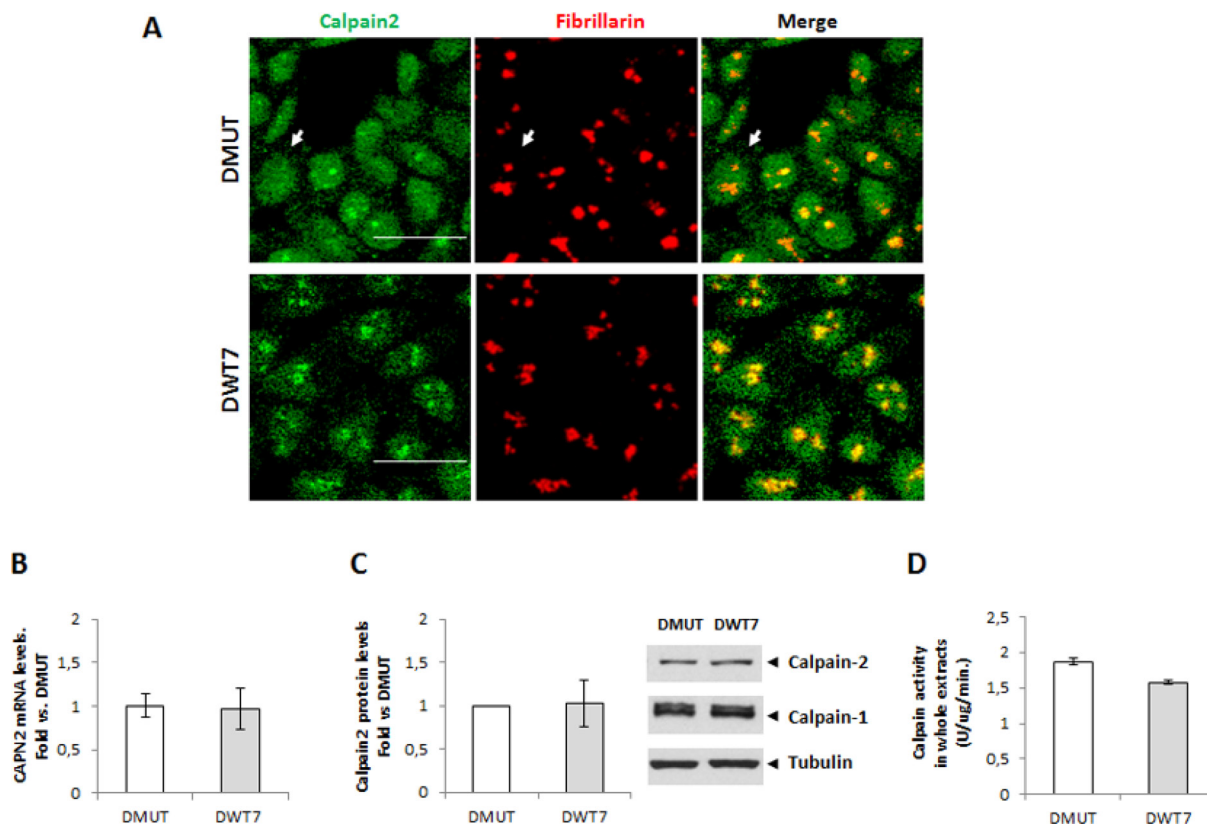 A
Calpain2 Fibrillarin Merge
DMUT
DWT7
B
CAPN2 mRNA levels.
Fold vs. DMUT
2
1,5
1
0,5
0
DMUT DWT7
C
Calpain2 protein levels
Fold vs DMUT
2
1,5
1
0,5
0
DMUT DWT7
DMUT DWT7
Calpain-2
Calpain-1
Tubulin
D
Calpain activity
in whole extracts
(U/ug/min.)
2,5
2
1,5
1
0,5
0
DMUT DWT7